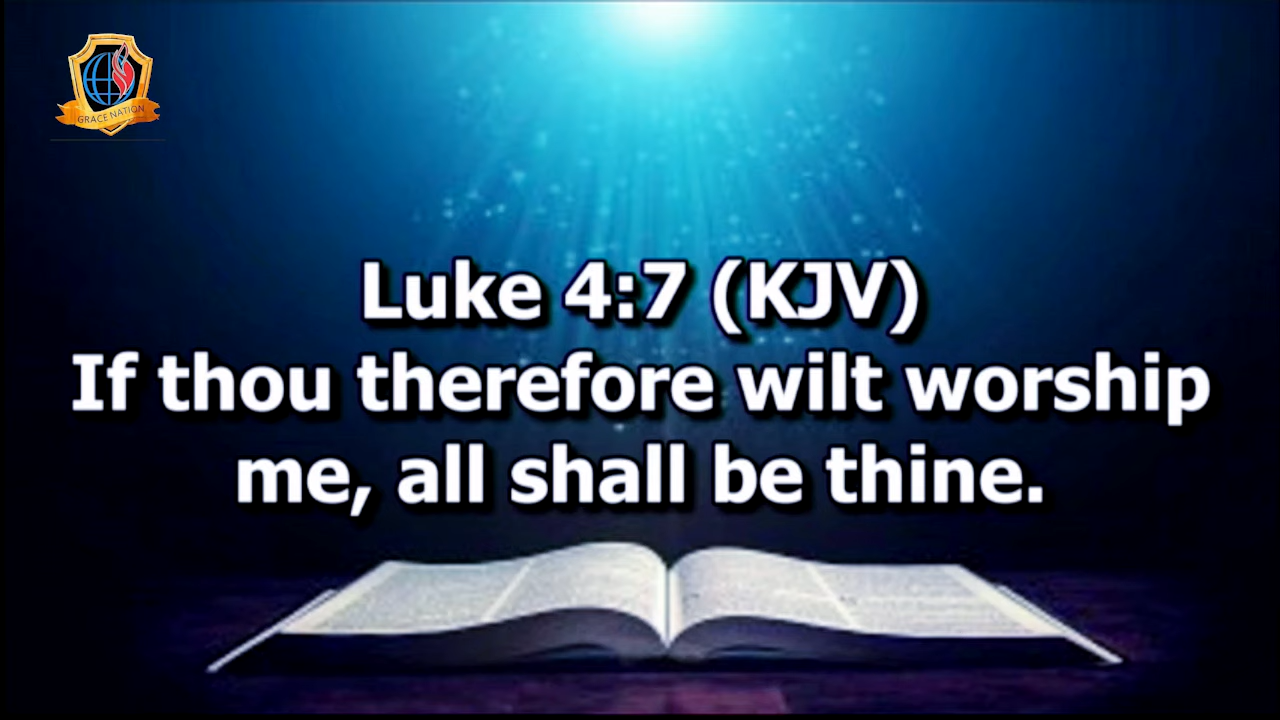 GRACE NATION
Luke 4:7 (KJV)
If thou therefore wilt worship
me, all shall be thine.